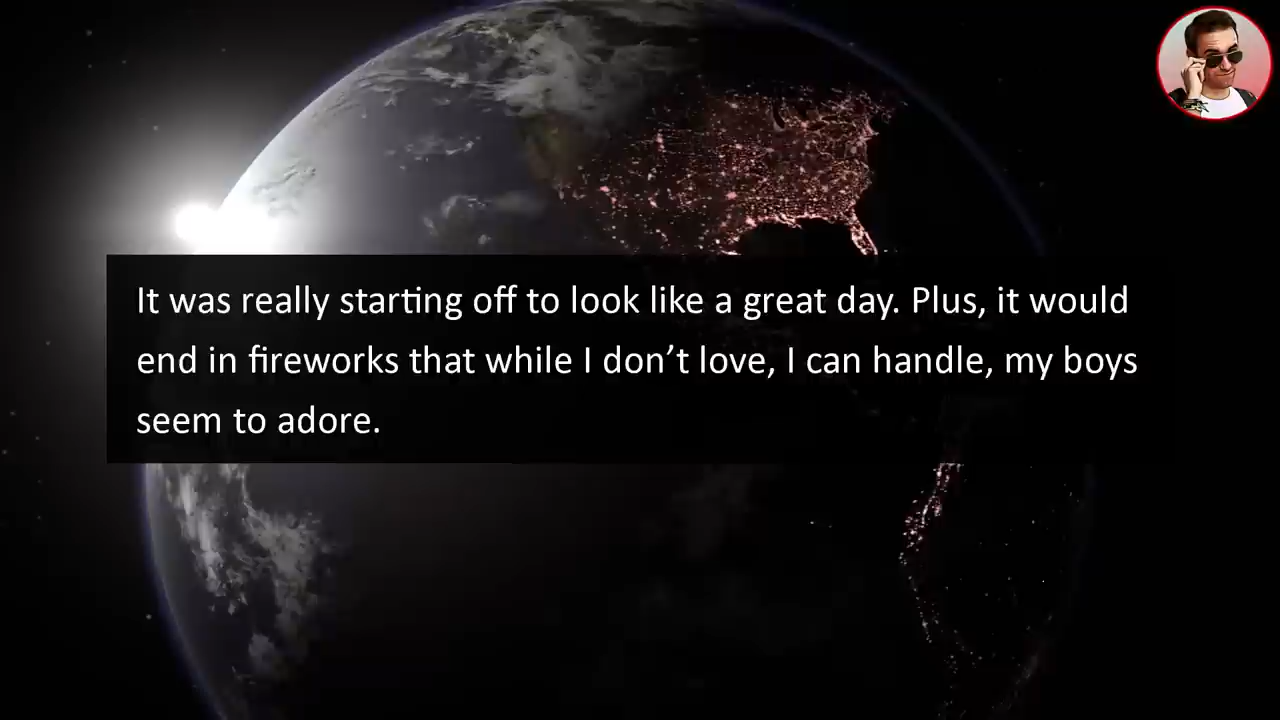 It was really starting off to look like a great day. Plus, it would
end in fireworks that while I don’t love, I can handle, my boys
seem to adore.